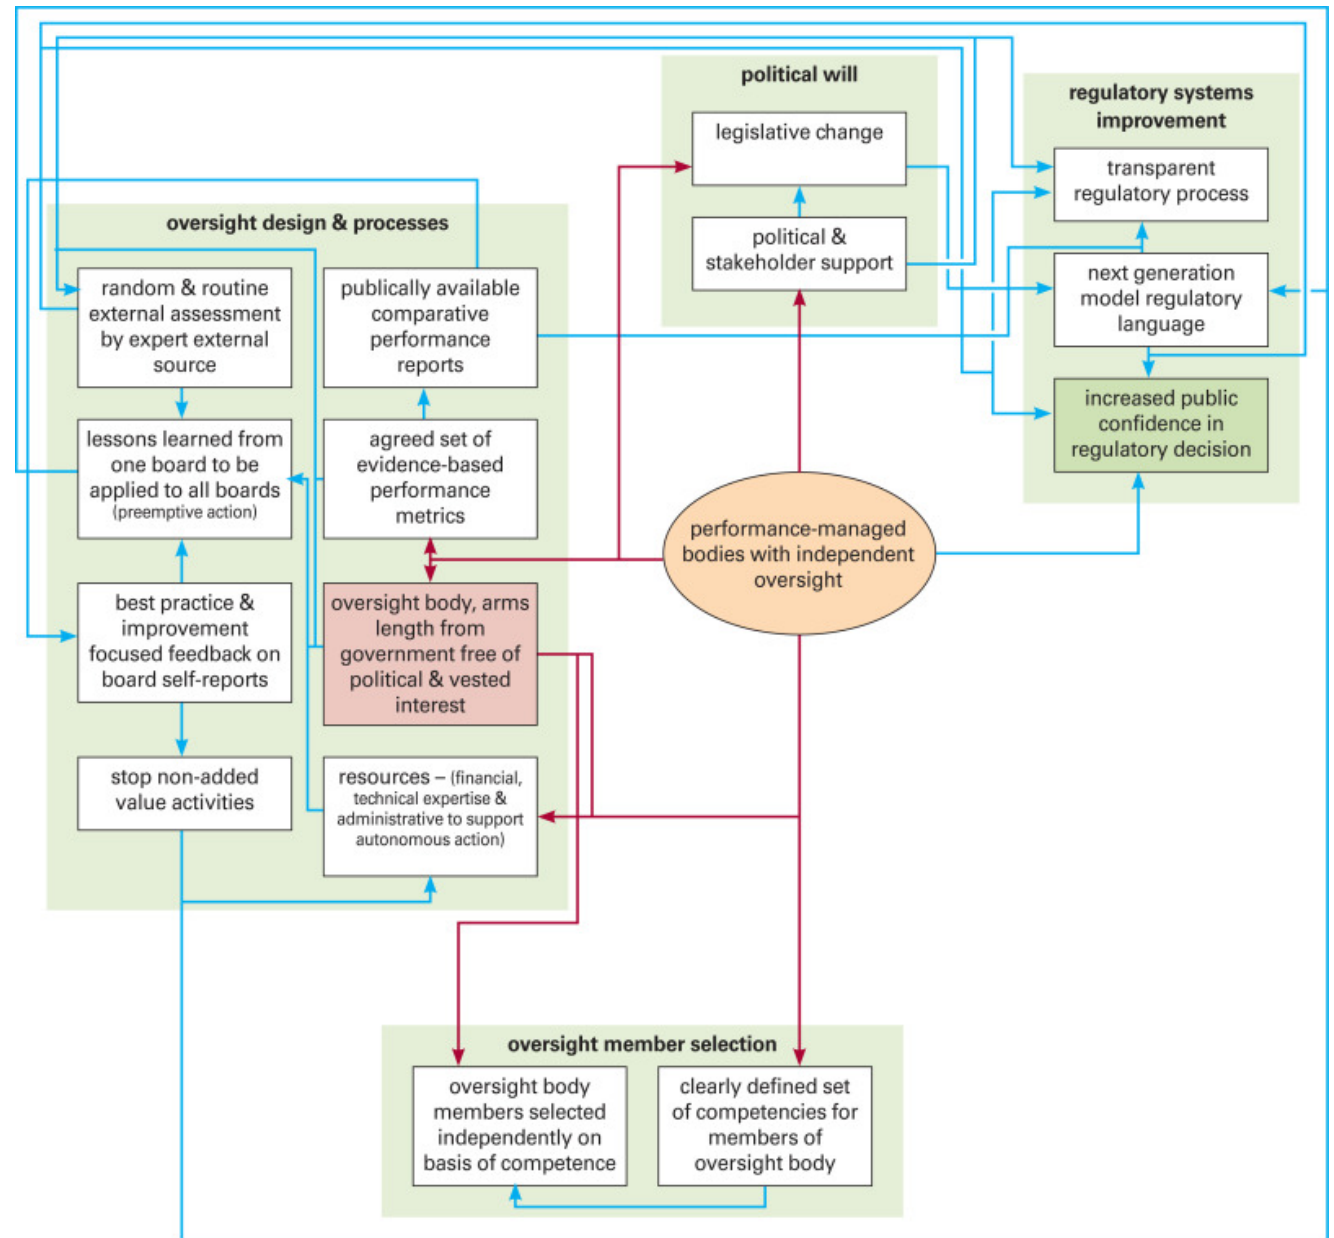 political will
legislative change
political &
stakeholder support
regulatory systems
improvement
transparent
regulatory process
next generation
model regulatory
language
increased public
confidence in
regulatory decision
oversight design & processes
random & routine
external assessment
by expert external
source
publically available
comparative
performance
reports
lessons learned from
one board to be
applied to all boards
(preemptive action)
agreed set of
evidence-based
performance
metrics
best practice &
improvement
focused feedback on
board self-reports
oversight body, arms
length from
government free of
political & vested
interest
stop non-added
value activities
resources – (financial,
technical expertise &
administrative to support
autonomous action)
performance-managed
bodies with independent
oversight
oversight member selection
oversight body
members selected
independently on
basis of competence
clearly defined set
of competencies for
members of
oversight body